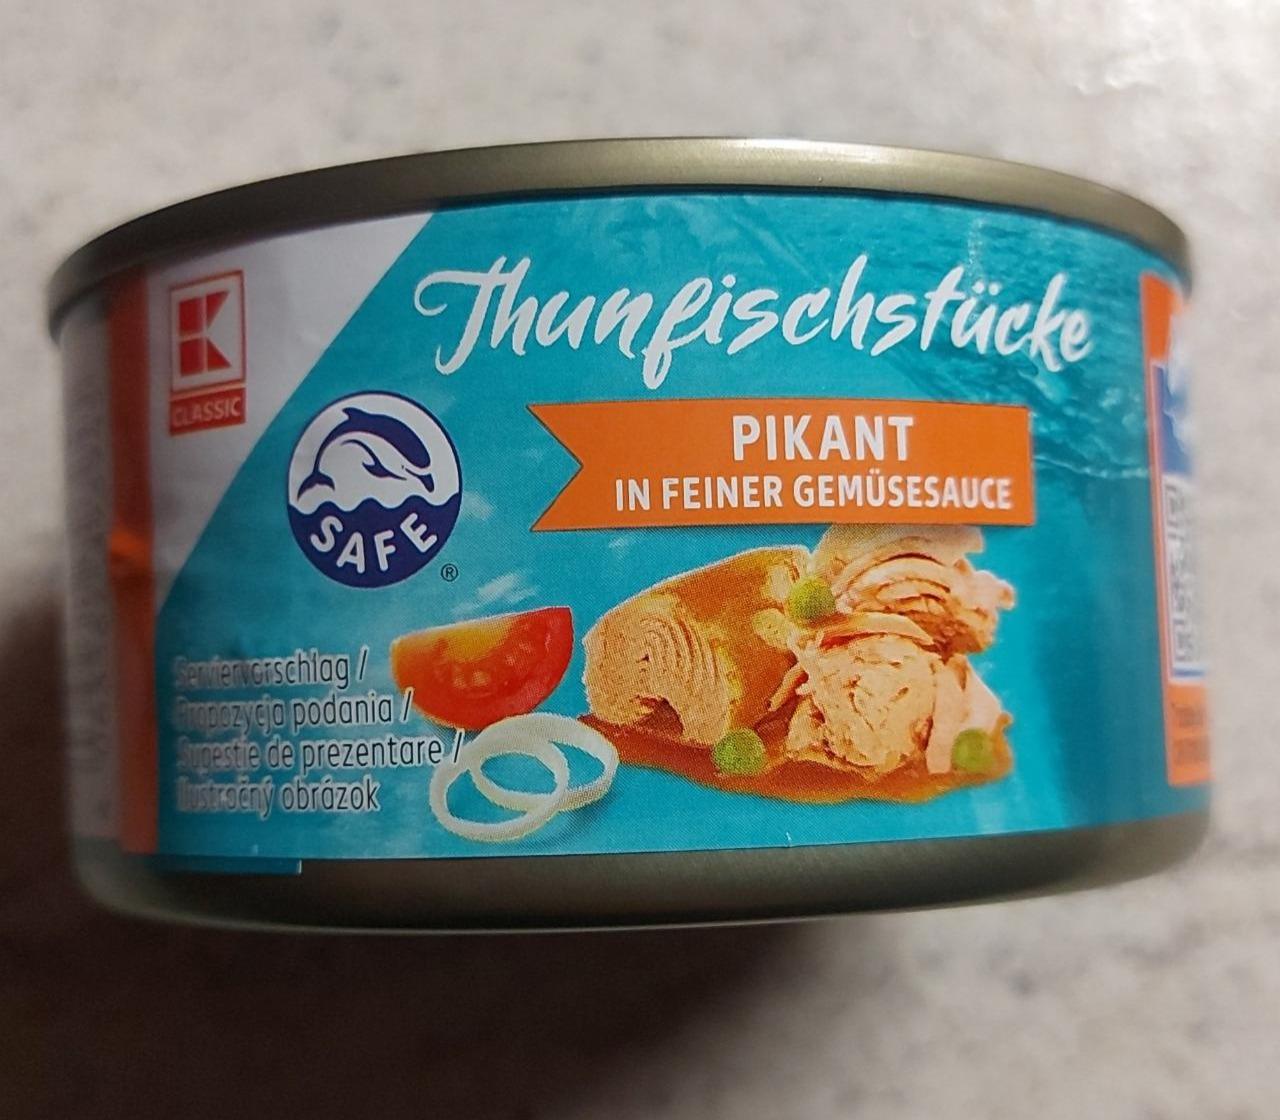 K
CLASSIC
Thunfischstücke
SAFE
®
PIKANT
IN FEINER GEMÜSESAUCE
Serviervorschlag /
Propozycja podania /
Sugestie de prezentare /
Ilustračný obrázok